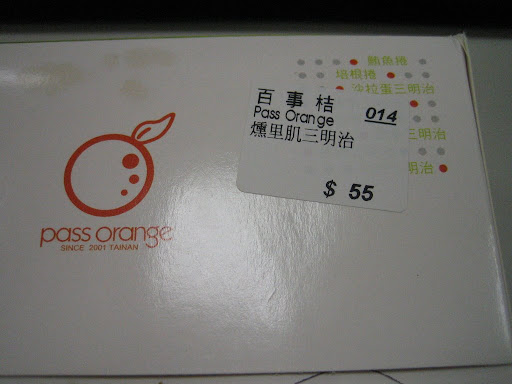 鮪魚捲
培根捲
沙拉蛋三明治
百事桔
Pass Orange
014
燻里肌三明治
三明治
明治
$ 55
pass orange
SINCE 2001 TAINAN